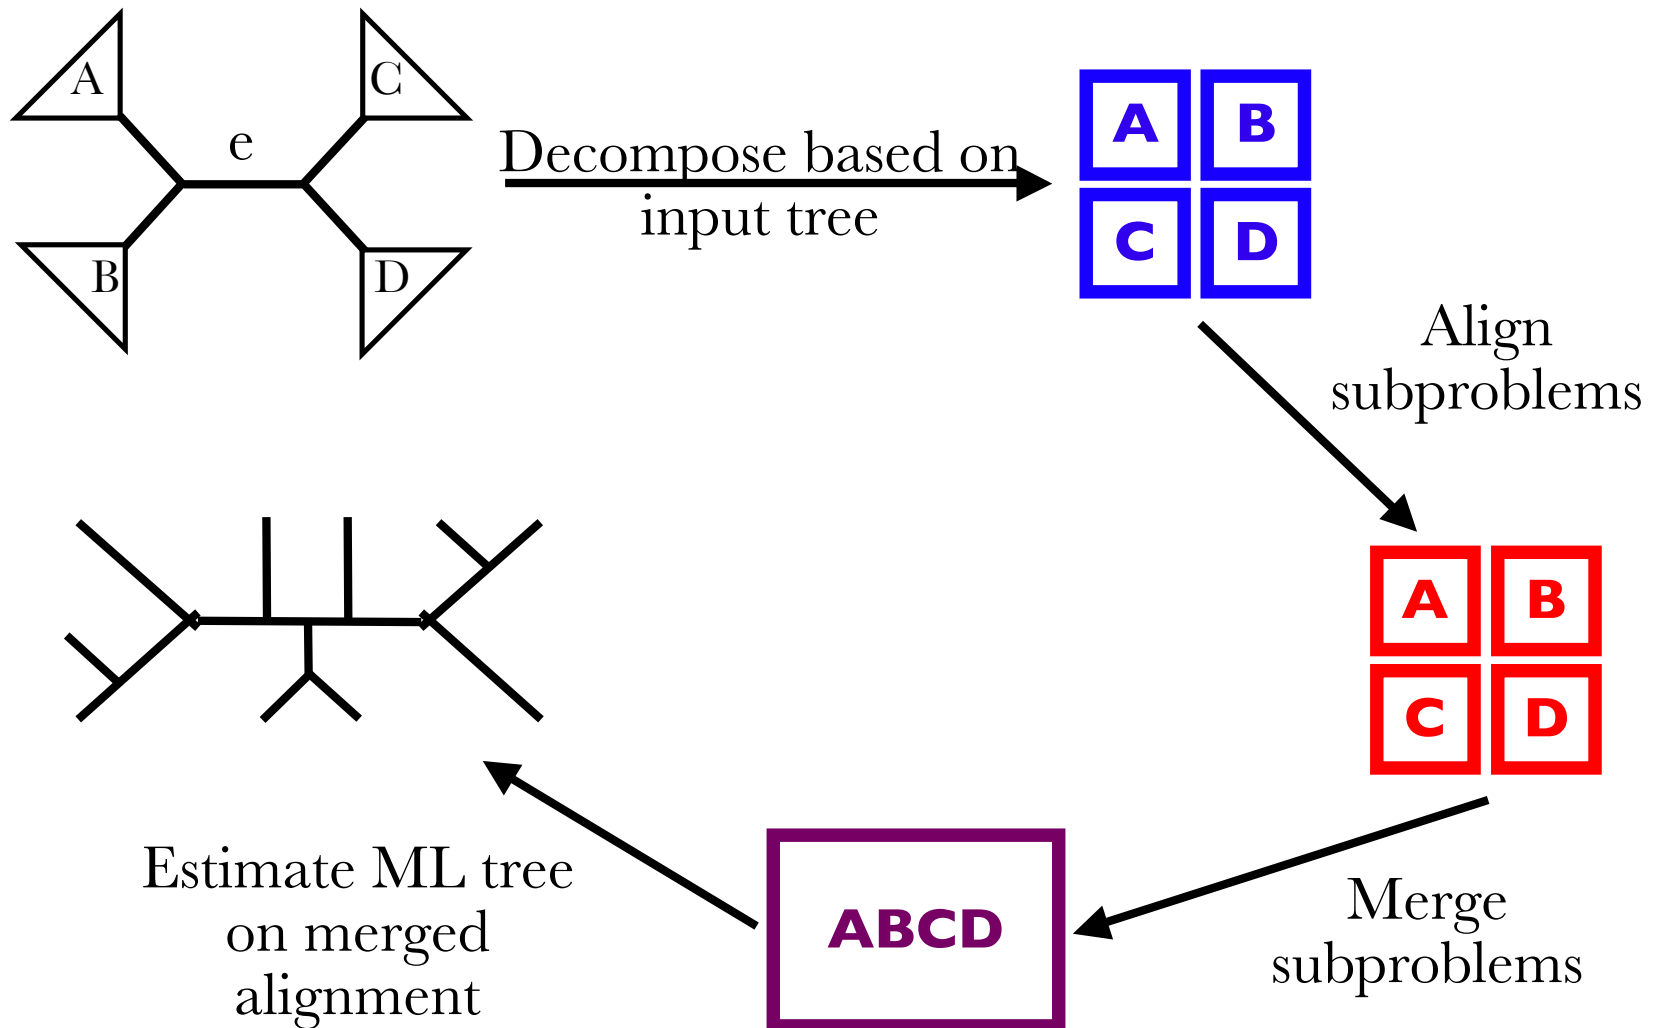 A
C
e
B
D
Decompose based on
input tree
A B
C D
Align
subproblems
A B
C D
Merge
subproblems
ABCD
Estimate ML tree
on merged
alignment